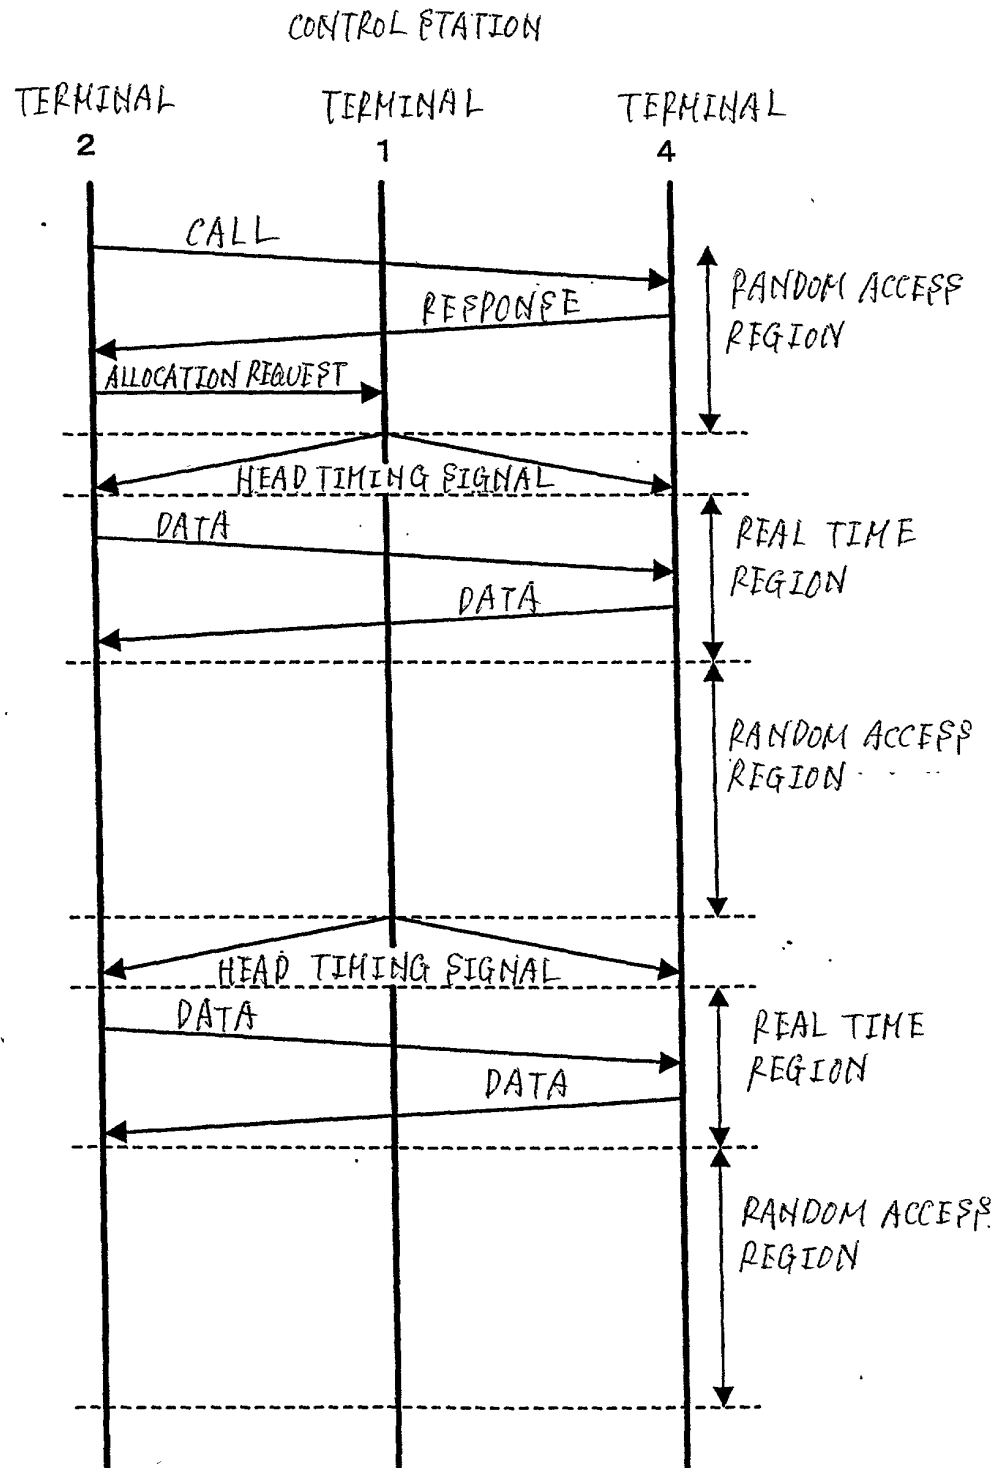 CONTROL STATION
TERMINAL TERMINAL TERMINAL
2 1 4
CALL
RANDOM ACCESS
REGION
RESPONSE
ALLOCATION REQUEST
HEAD TIMING SIGNAL
DATA
REAL TIME
REGION
DATA
RANDOM ACCESS
REGION
HEAD TIMING SIGNAL
DATA
REAL TIME
REGION
DATA
RANDOM ACCESS
REGION